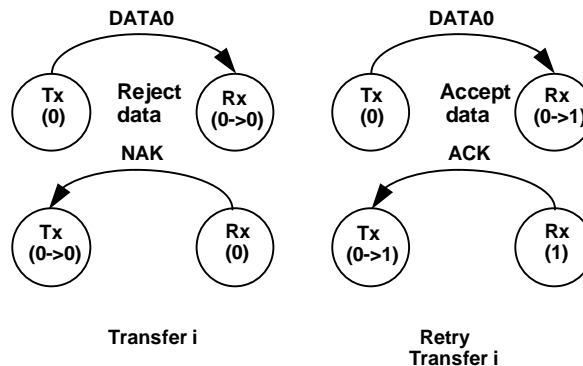 DATA0
Tx
(0)
Reject
data
Rx
(0->0)
NAK
Tx
(0->0)
Rx
(0)
Transfer i
DATA0
Tx
(0)
Accept
data
Rx
(0->1)
ACK
Tx
(0->1)
Rx
(1)
Retry
Transfer i